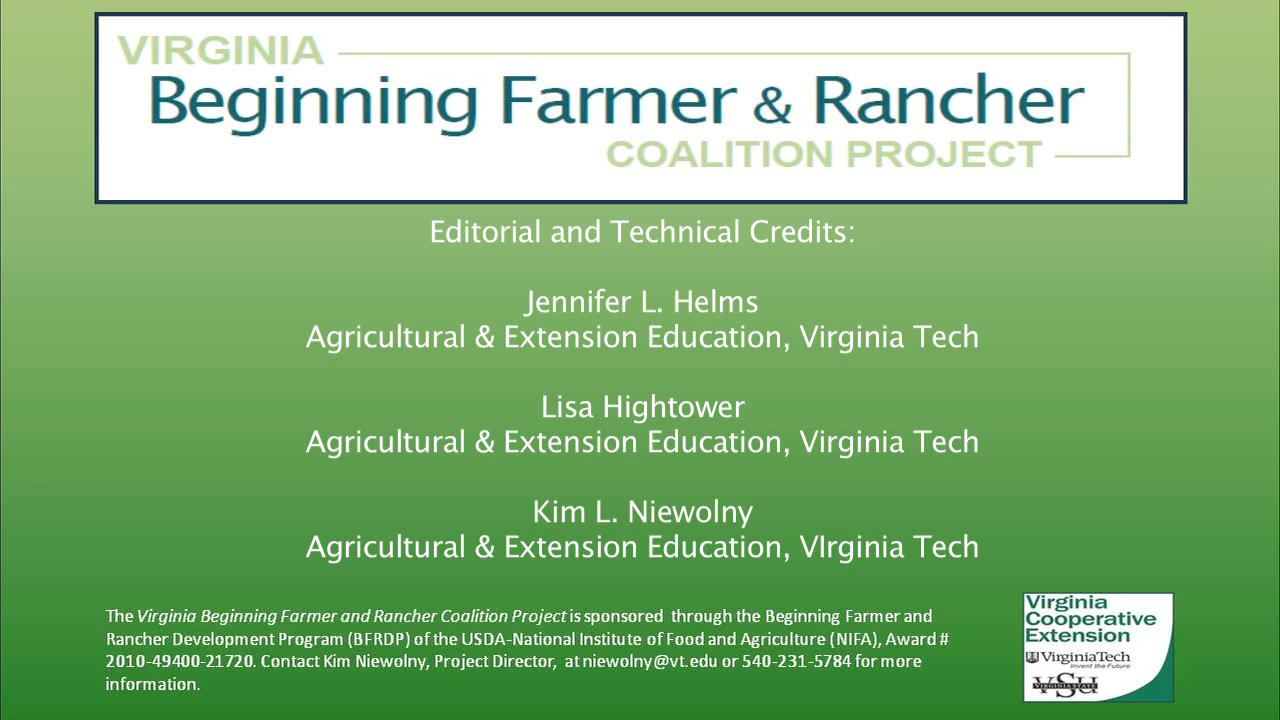 VIRGINIA
Beginning Farmer & Rancher
COALITION PROJECT
Editorial and Technical Credits:
Jennifer L. Helms
Agricultural & Extension Education, Virginia Tech
Lisa Hightower
Agricultural & Extension Education, Virginia Tech
Kim L. Niewolny
Agricultural & Extension Education, VIrginia Tech
The Virginia Beginning Farmer and Rancher Coalition Project is sponsored through the Beginning Farmer and
Rancher Development Program (BFRDP) of the USDA-National Institute of Food and Agriculture (NIFA), Award #
2010-49400-21720. Contact Kim Niewolny, Project Director, at niewolny@vt.edu or 540-231-5784 for more
information.
Virginia
Cooperative
Extension
VirginiaTech
Invent the Future
VSU
VIRGINIA STATE